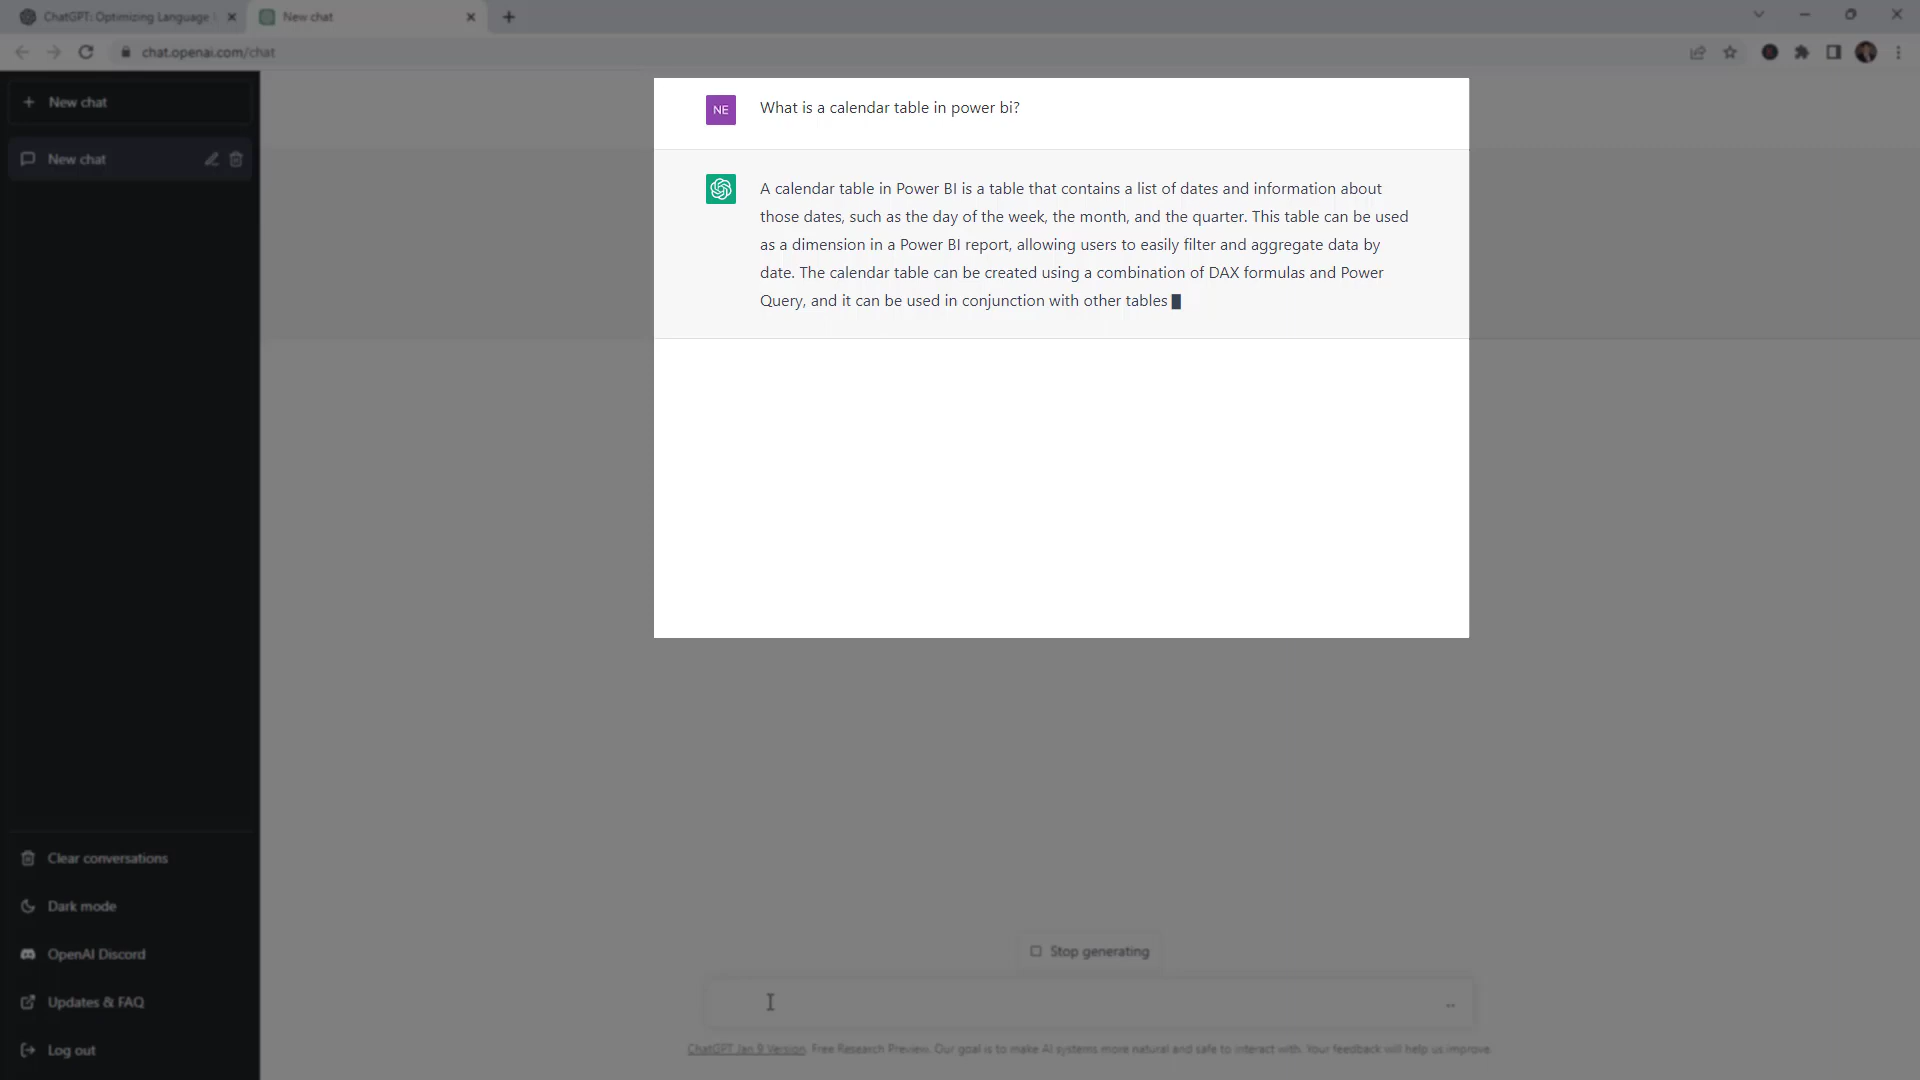 ChatGPT: Optimizing Language
New chat
chat.openai.com/chat
New chat
New chat
NE
What is a calendar table in power bi?
A calendar table in Power BI is a table that contains a list of dates and information about
those dates, such as the day of the week, the month, and the quarter. This table can be used
as a dimension in a Power BI report, allowing users to easily filter and aggregate data by
date. The calendar table can be created using a combination of DAX formulas and Power
Query, and it can be used in conjunction with other tables
Clear conversations
Dark mode
OpenAI Discord
Updates & FAQ
Log out
Stop generating
ChatGPT Jan 9 Version. Free Research Preview. Our goal is to make AI systems more natural and safe to interact with. Your feedback will help us improve.